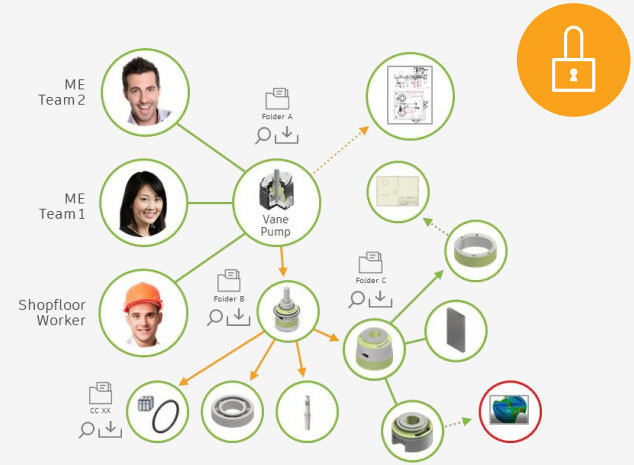 ME
Team 2
Folder A
ME
Team 1
Vane
Pump
Shopfloor
Worker
Folder B
Folder C
CC XX